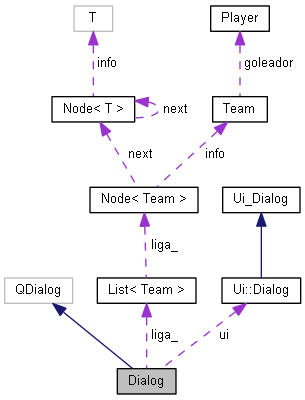 T
Player
info
goleador
Node< T >
next
Team
next
info
Node< Team >
Ui_Dialog
liga_
QDialog
List< Team >
Ui::Dialog
liga_
ui
Dialog